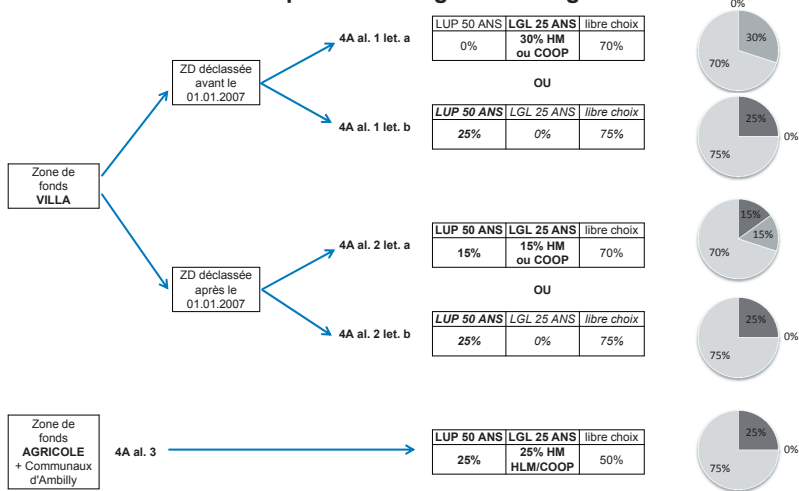 0%
4A al. 1 let. a
LUP 50 ANS LGL 25 ANS libre choix
0% 30% HM ou COOP 70%
30%
70%
ZD déclassée
avant le
01.01.2007
OU
4A al. 1 let. b
LUP 50 ANS LGL 25 ANS libre choix
25% 0% 75%
25%
0%
75%
Zone de
fonds
VILLA
4A al. 2 let. a
LUP 50 ANS LGL 25 ANS libre choix
15% 15% HM ou COOP 70%
15%
15%
70%
ZD déclassée
après le
01.01.2007
OU
4A al. 2 let. b
LUP 50 ANS LGL 25 ANS libre choix
25% 0% 75%
25%
0%
75%
Zone de
fonds
AGRICOLE
+ Communaux
d'Ambilly
4A al. 3
LUP 50 ANS LGL 25 ANS libre choix
25% 25% HM HLM/COOP 50%
25%
0%
75%